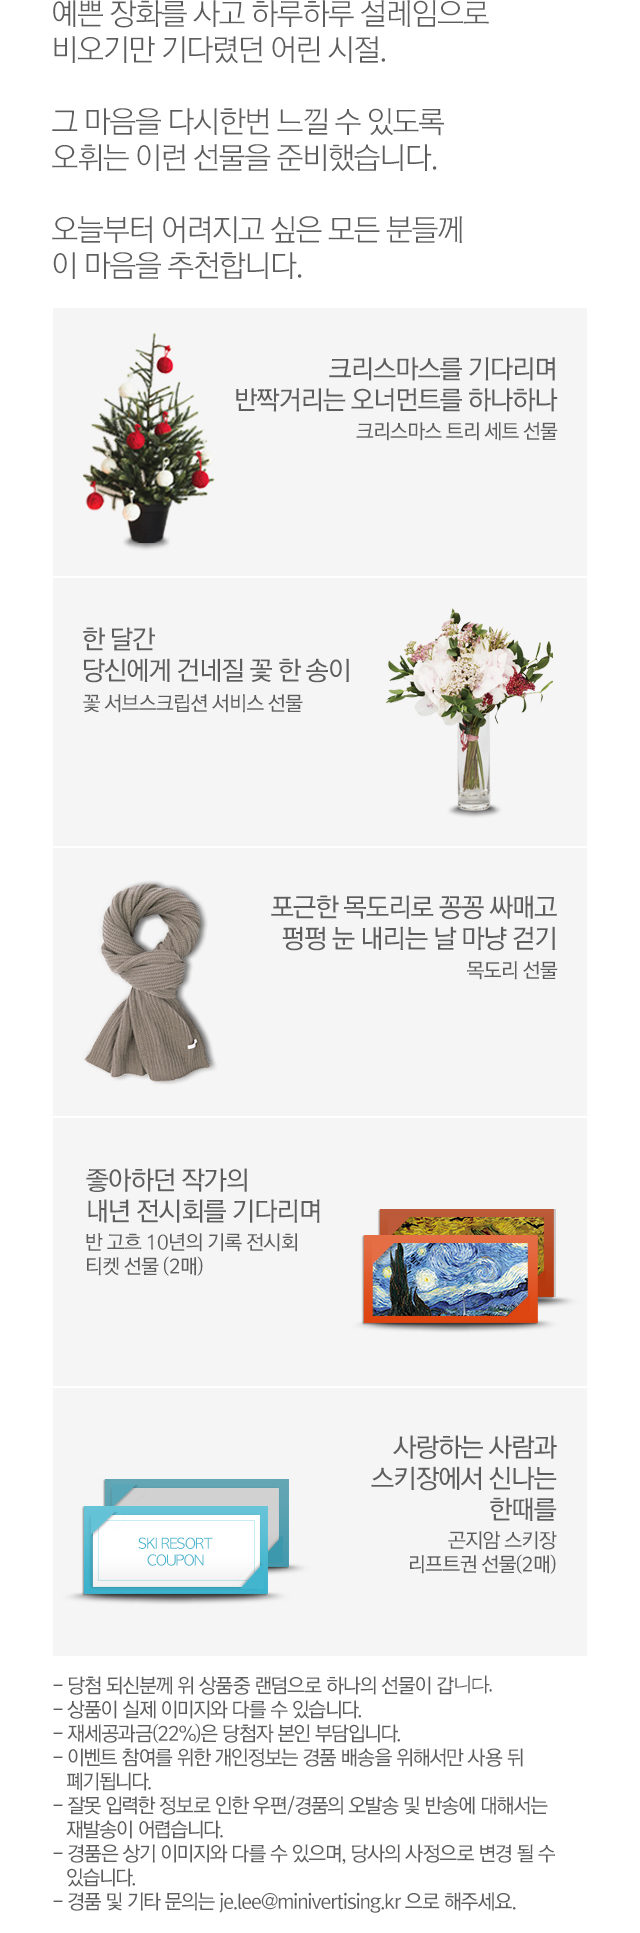 예쁜 장화를 사고 하루하루 설레임으로
비오기만 기다렸던 어린 시절.
그 마음을 다시한번 느낄 수 있도록
오휘는 이런 선물을 준비했습니다.
오늘부터 어려지고 싶은 모든 분들께
이 마음을 추천합니다.
크리스마스를 기다리며
반짝거리는 오너먼트를 하나하나
크리스마스 트리 세트 선물
한 달간
당신에게 건네질 꽃 한 송이
꽃 서브스크립션 서비스 선물
포근한 목도리로 꽁꽁 싸매고
펑펑 눈 내리는 날 마냥 걷기
목도리 선물
좋아하던 작가의
내년 전시회를 기다리며
반 고흐 10년의 기록 전시회
티켓 선물 (2매)
사랑하는 사람과
스키장에서 신나는
한때를
곤지암 스키장
리프트권 선물(2매)
SKI RESORT
COUPON
- 당첨 되신분께 위 상품중 랜덤으로 하나의 선물이 갑니다.
- 상품이 실제 이미지와 다를 수 있습니다.
- 재세공과금(22%)은 당첨자 본인 부담입니다.
- 이벤트 참여를 위한 개인정보는 경품 배송을 위해서만 사용 뒤
폐기됩니다.
- 잘못 입력한 정보로 인한 우편/경품의 오발송 및 반송에 대해서는
재발송이 어렵습니다.
- 경품은 상기 이미지와 다를 수 있으며, 당사의 사정으로 변경 될 수
있습니다.
- 경품 및 기타 문의는 je.lee@minivertising.kr 으로 해주세요.